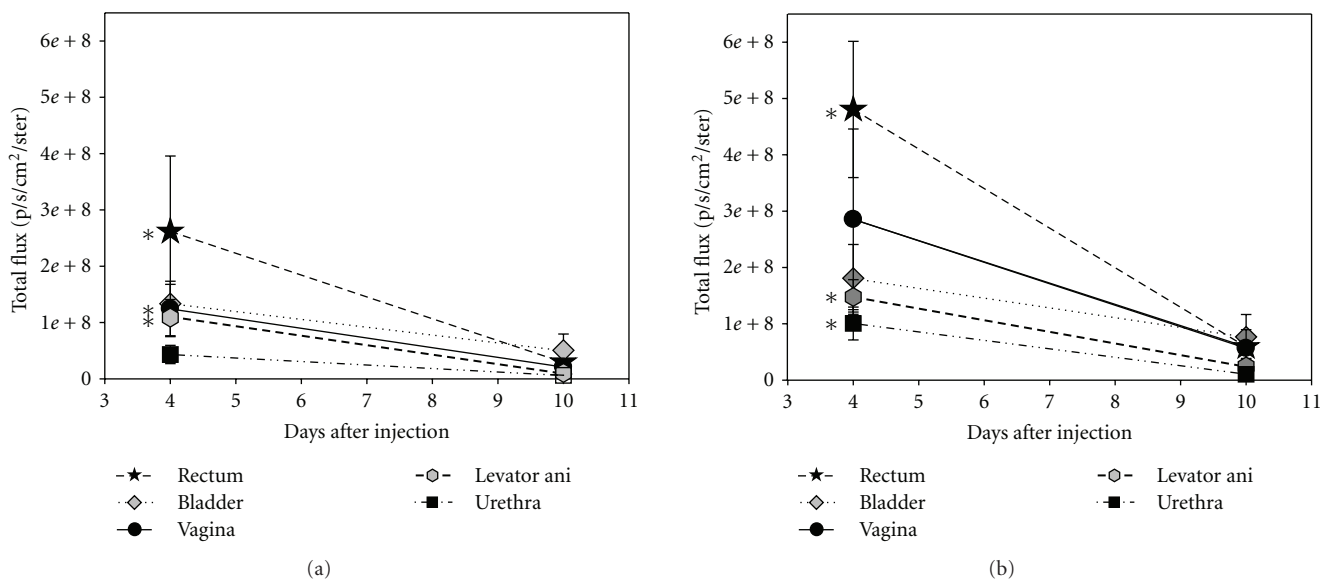 6e + 8
5e + 8
4e + 8
3e + 8
2e + 8
1e + 8
0
Total flux (p/s/cm²/ster)
*
*
*
3 4 5 6 7 8 9 10 11
Days after injection
Rectum
Bladder
Vagina
Levator ani
Urethra
(a)
6e + 8
5e + 8
4e + 8
3e + 8
2e + 8
1e + 8
0
Total flux (p/s/cm²/ster)
*
*
*
3 4 5 6 7 8 9 10 11
Days after injection
Rectum
Bladder
Vagina
Levator ani
Urethra
(b)